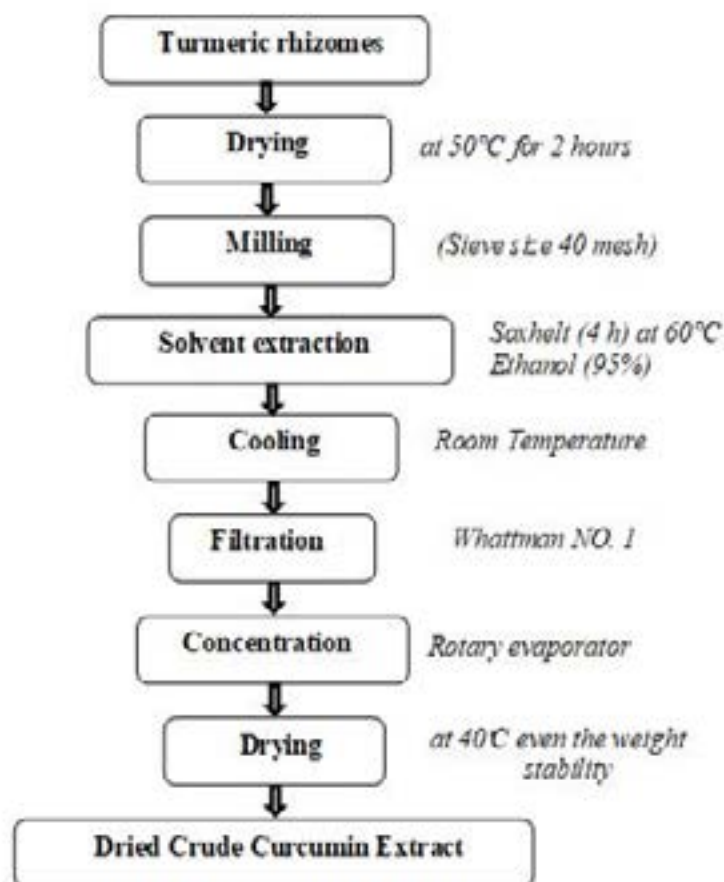 Turmeric rhizomes
Drying
at 50°C for 2 hours
Milling
(Sieve size 40 mesh)
Solvent extraction
Soxhelt (4 h) at 60°C
Ethanol (95%)
Cooling
Room Temperature
Filtration
Whattman NO. 1
Concentration
Rotary evaporator
Drying
at 40C even the weight
stability
Dried Crude Curcumin Extract